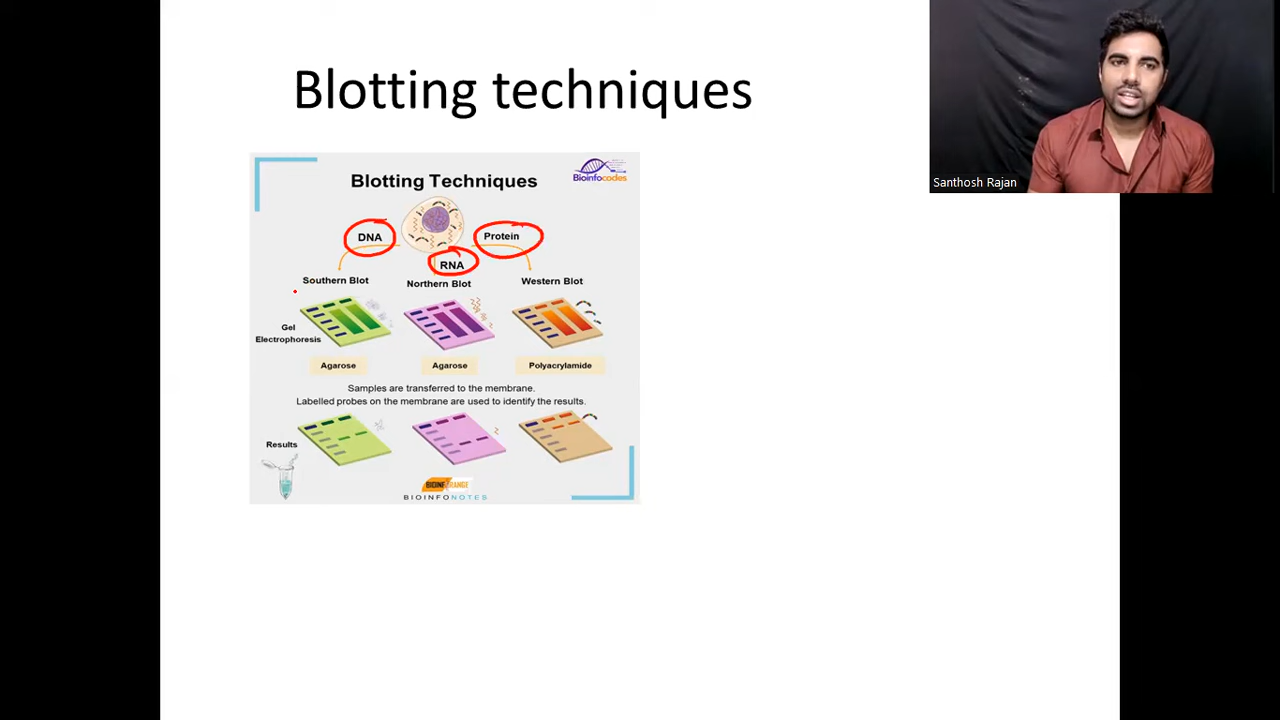 Blotting techniques
Santhosh Rajan
Blotting Techniques
Bioinfocodes
DNA
Protein
RNA
Southern Blot
Northern Blot
Western Blot
Gel
Electrophoresis
Agarose
Agarose
Polyacrylamide
Samples are transferred to the membrane.
Labelled probes on the membrane are used to identify the results.
Results
BIOINFORANGE
BIOINFONOTES